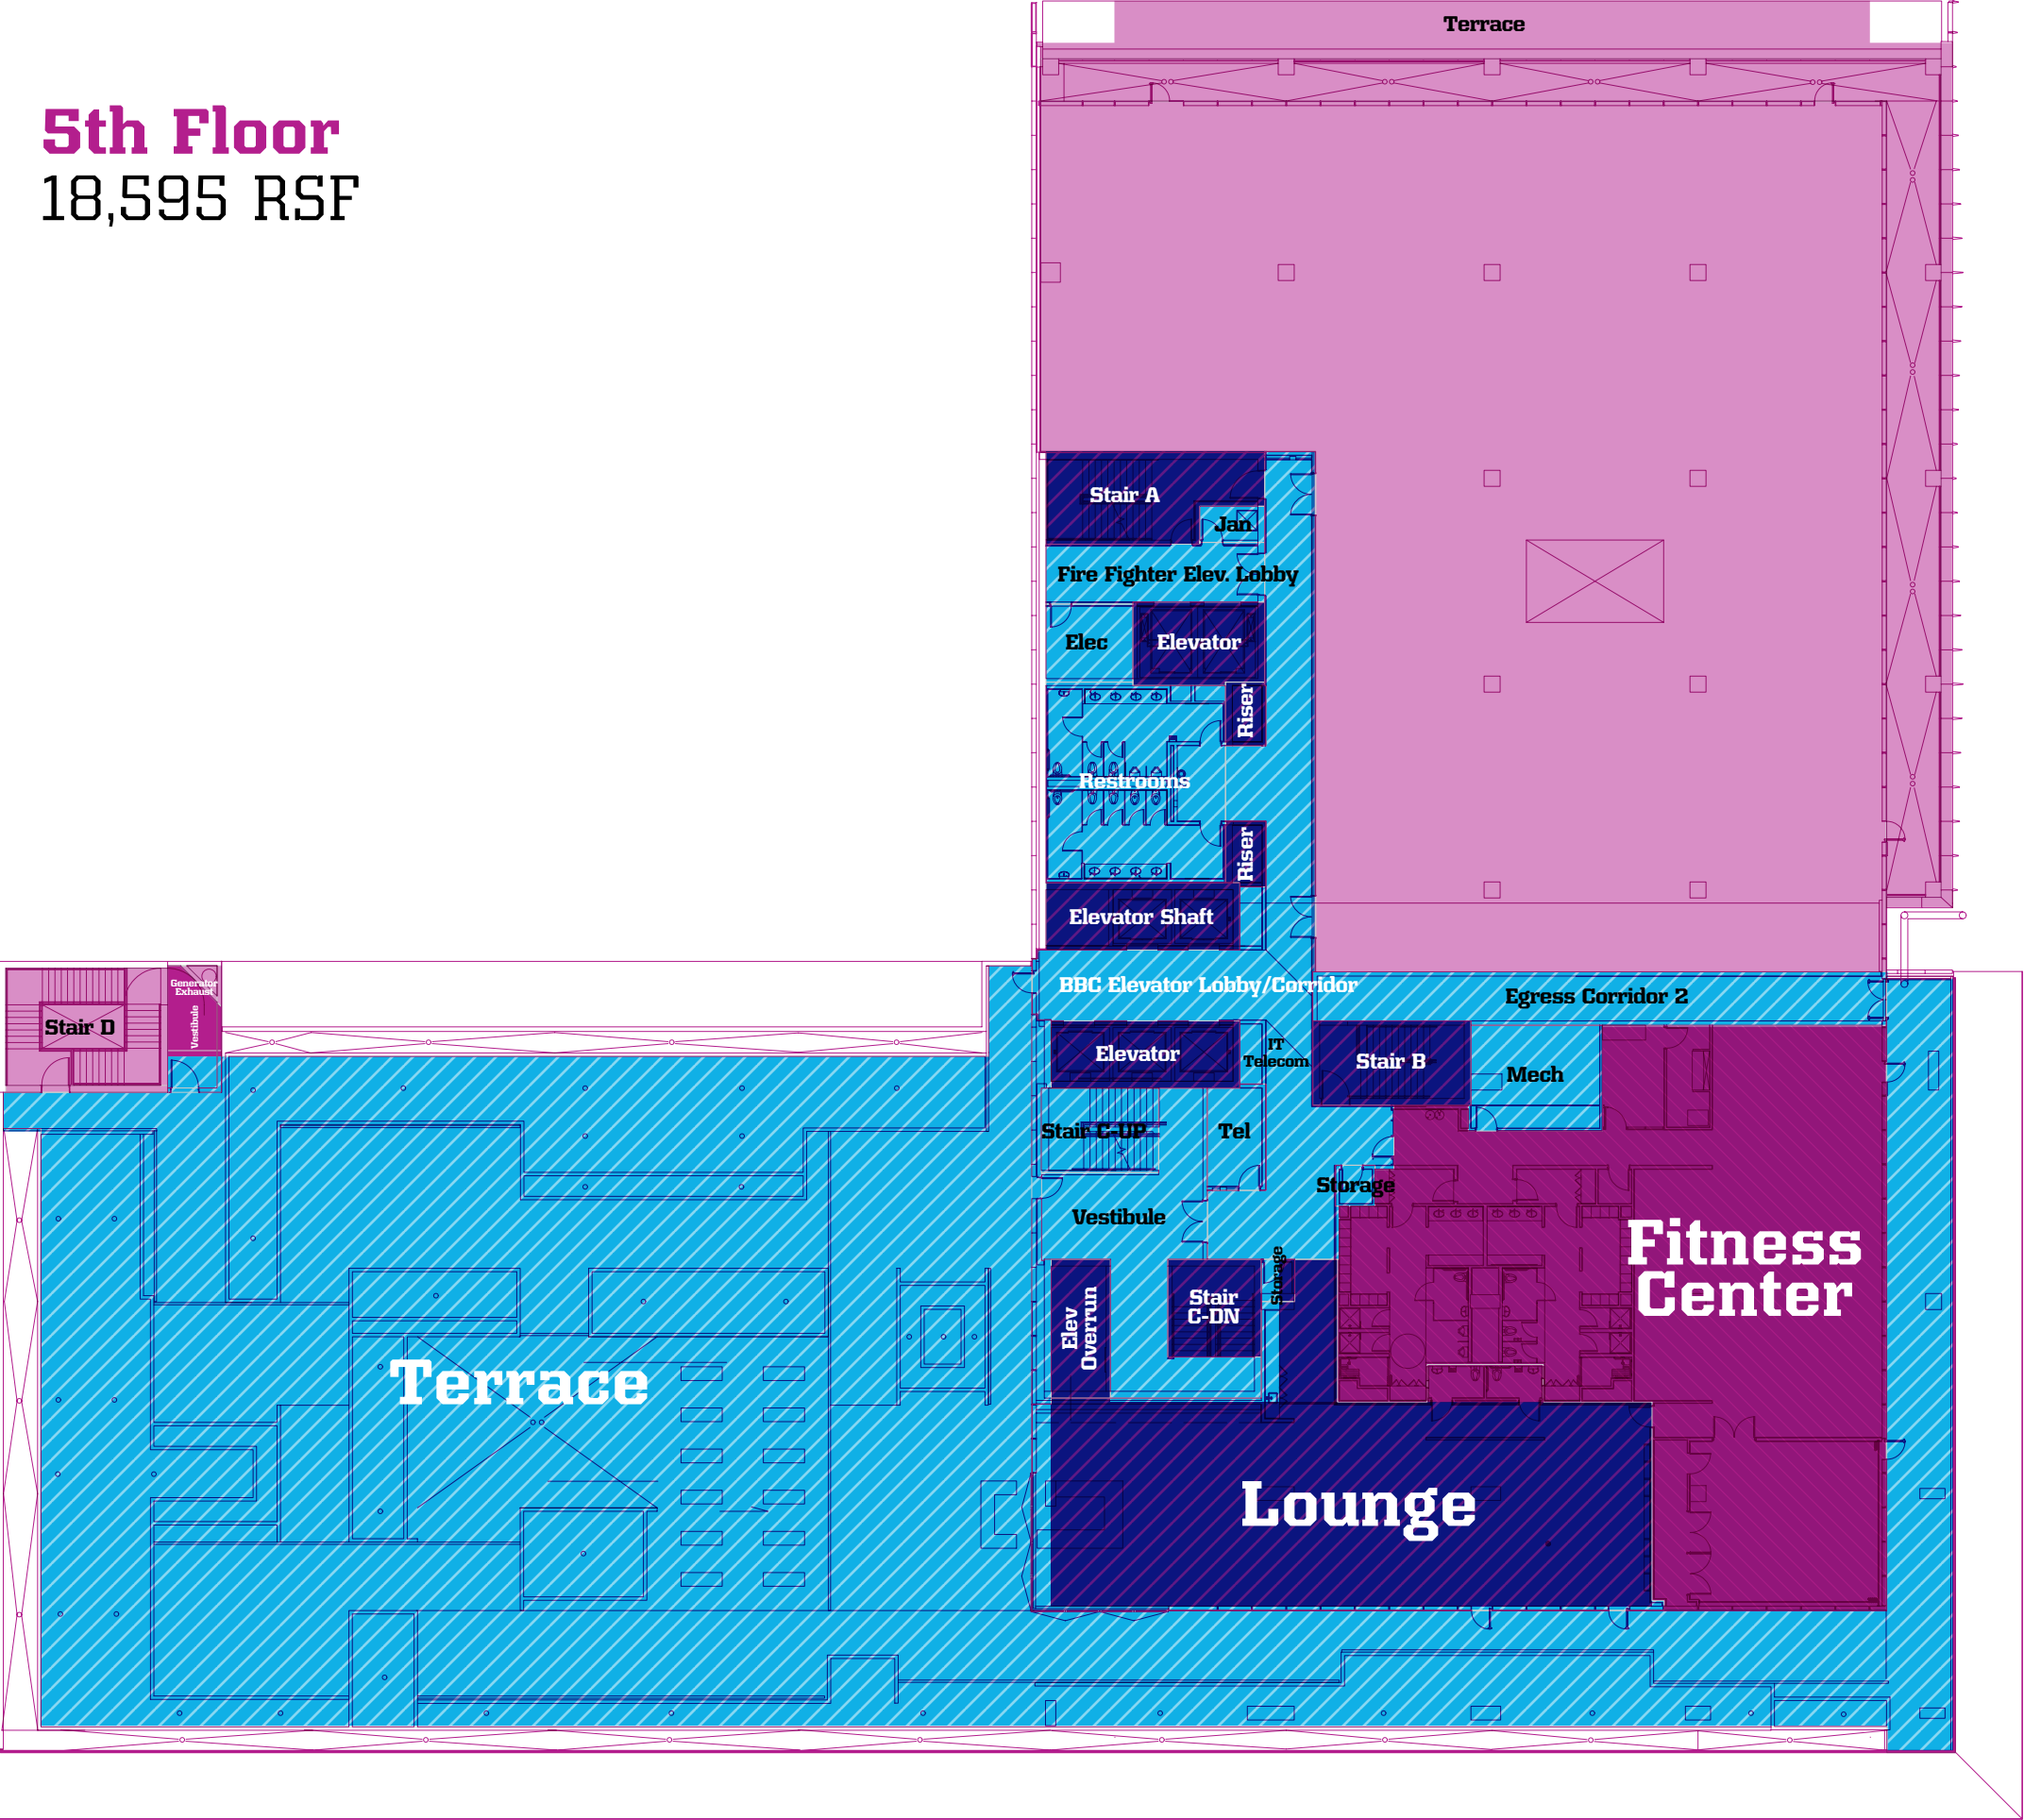 Terrace
5th Floor
18,595 RSF
Stair A
Jan
Fire Fighter Elev. Lobby
Elec
Elevator
Riser
Restrooms
Riser
Elevator Shaft
BBC Elevator Lobby/Corridor
Egress Corridor 2
Generator
Exhaust
Vestibule
Stair D
Elevator
IT
Telecom
Stair B
Mech
Stair C-UP
Tel
Storage
Vestibule
Fitness
Center
Storage
Elev
Overrun
Stair
C-DN
Terrace
Lounge